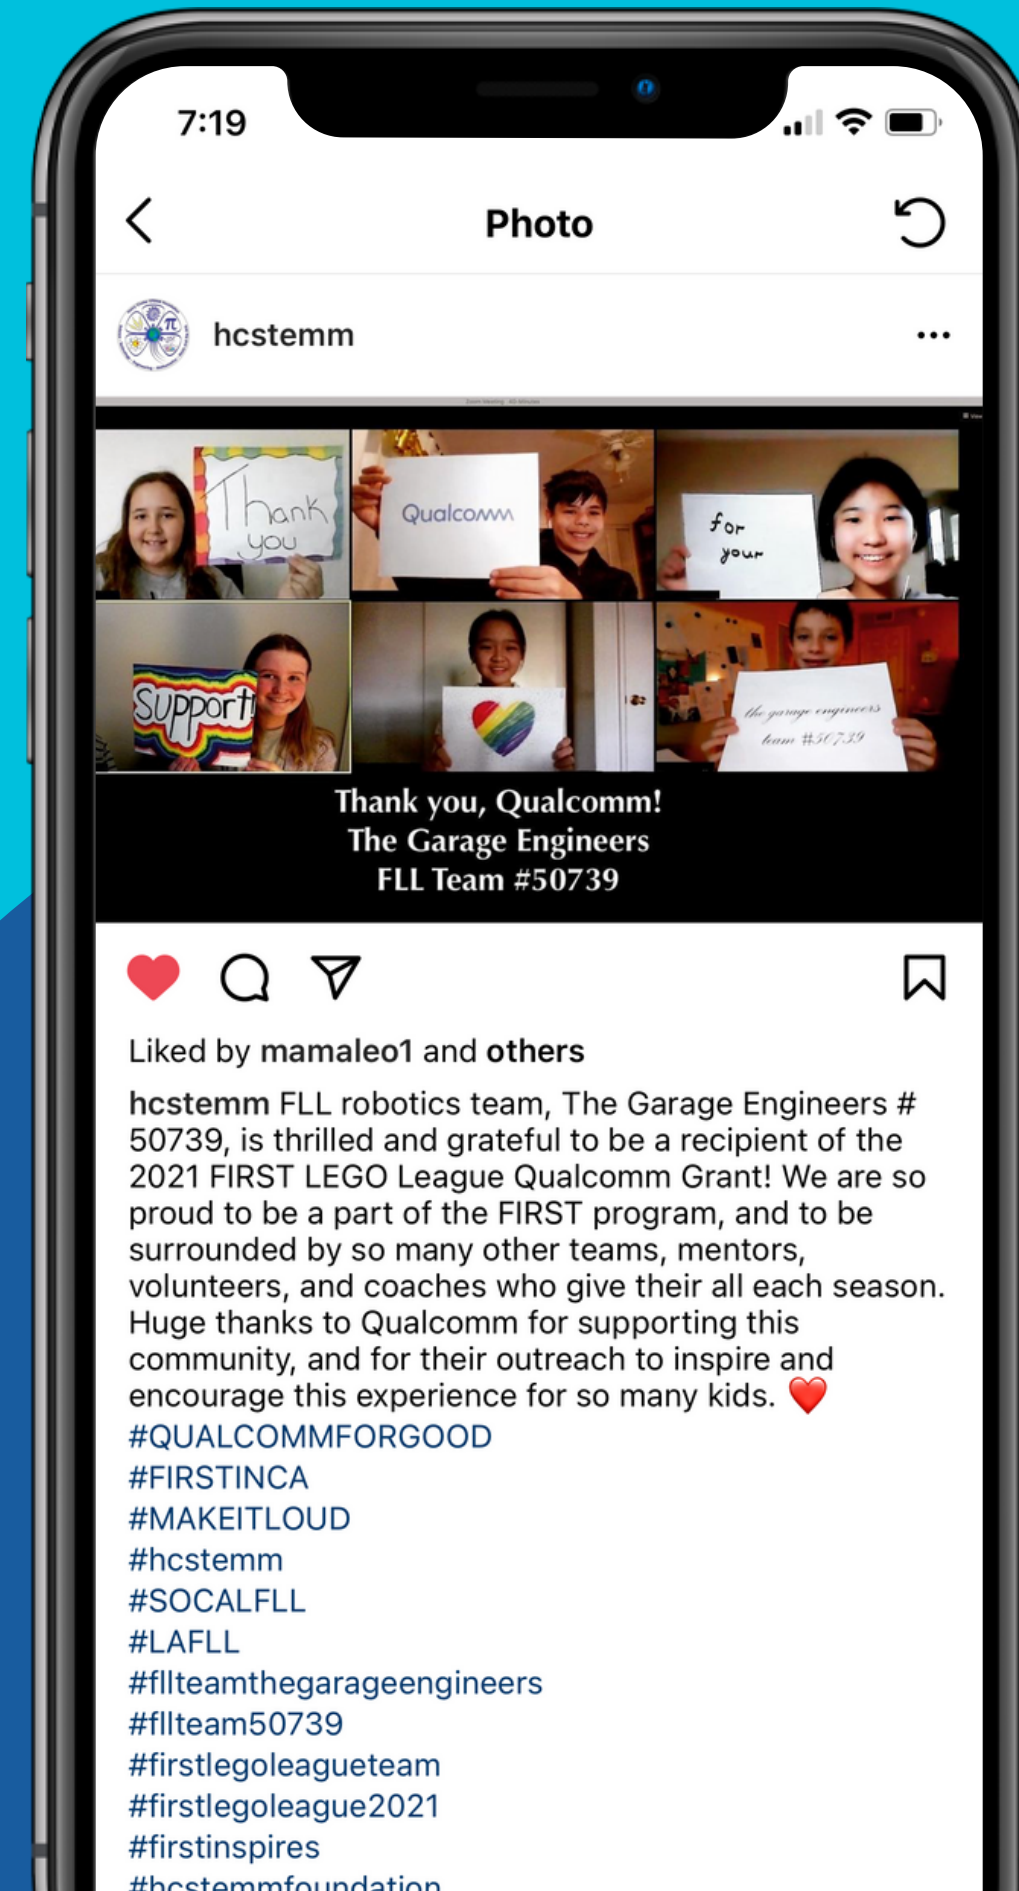 7:19
Photo
hcstemm
Zoom Meeting 40-Minutes
View
Thank
you
Qualcomm
for
your
Support!
the garage engineers
team #50739
Thank you, Qualcomm!
The Garage Engineers
FLL Team #50739
Liked by mamaleo1 and others
hcstemm FLL robotics team, The Garage Engineers #
50739, is thrilled and grateful to be a recipient of the
2021 FIRST LEGO League Qualcomm Grant! We are so
proud to be a part of the FIRST program, and to be
surrounded by so many other teams, mentors,
volunteers, and coaches who give their all each season.
Huge thanks to Qualcomm for supporting this
community, and for their outreach to inspire and
encourage this experience for so many kids. ❤️
#QUALCOMMFORGOOD
#FIRSTINCA
#MAKEITLOUD
#hcstemm
#SOCALFLL
#LAFLL
#fllteamthegarageengineers
#fllteam50739
#firstlegoleagueteam
#firstlegoleague2021
#firstinspires
#hcstemmfoundation